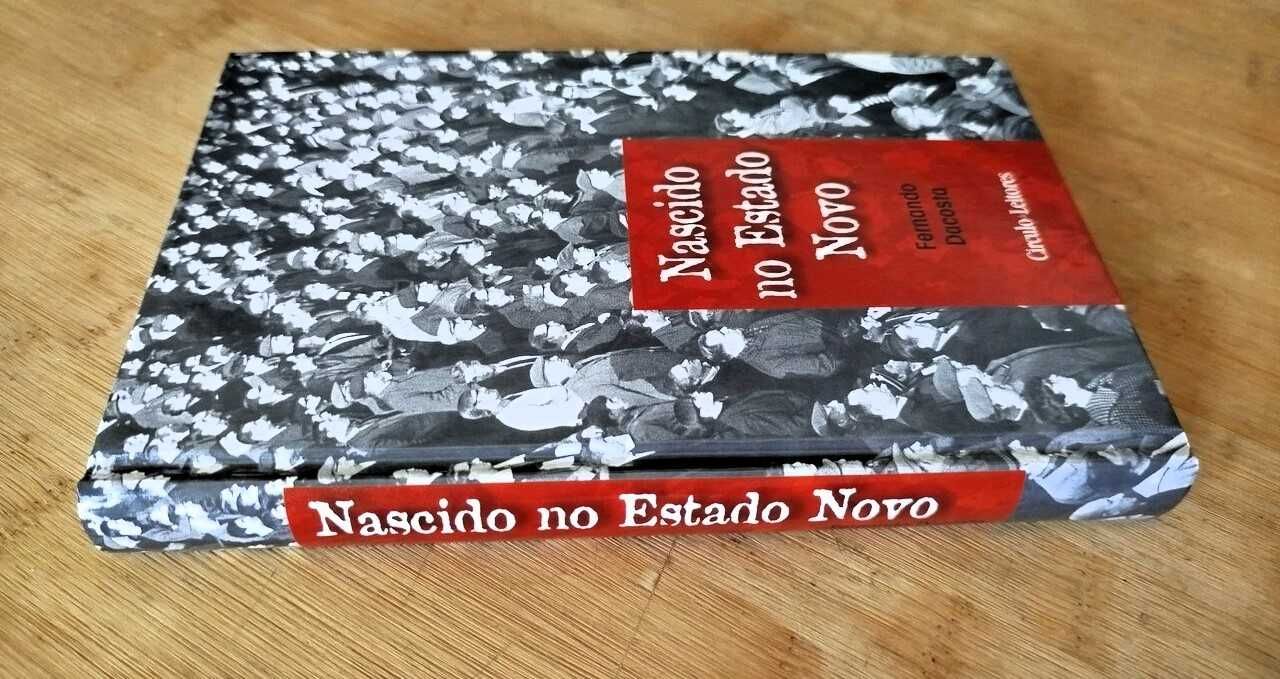 Nascido
no Estado
Novo
Fernando
Dacosta
Círculo Leitores
Nascido no Estado Novo